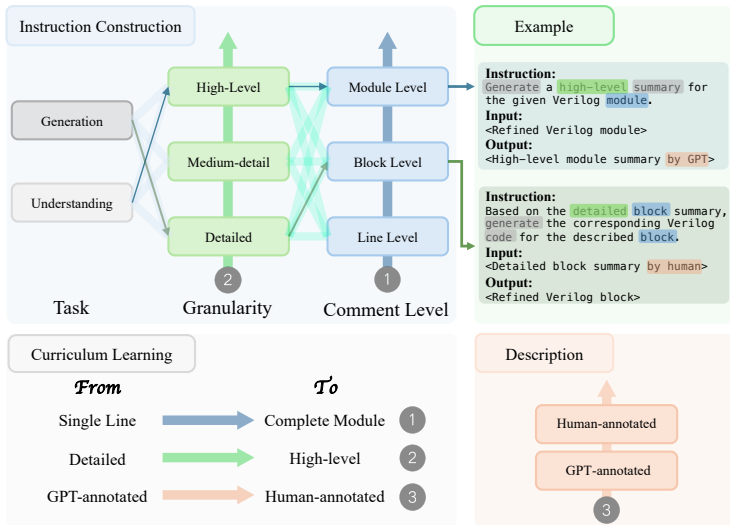 Instruction Construction
Generation
Understanding
Task
High-Level
Medium-detail
Detailed
2
Granularity
Module Level
Block Level
Line Level
1
Comment Level
Example
Instruction:
Generate a high-level summary for
the given Verilog module.
Input:
<Refined Verilog module>
Output:
<High-level module summary by GPT>
Instruction:
Based on the detailed block summary,
generate the corresponding Verilog
code for the described block.
Input:
<Detailed block summary by human>
Output:
<Refined Verilog block>
Curriculum Learning
From To
Single Line Complete Module 1
Detailed High-level 2
GPT-annotated Human-annotated 3
Description
Human-annotated
GPT-annotated
3